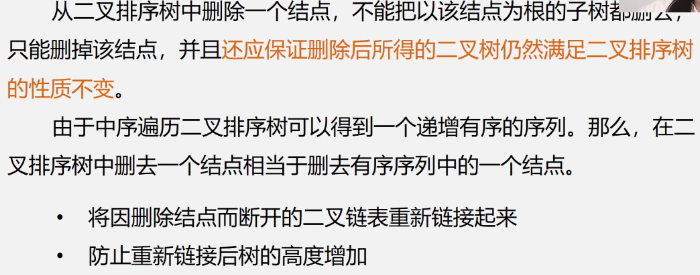 从二叉排序树中删除一个结点，不能把以该结点为根的子树都删去，
只能删掉该结点，并且还应保证删除后所得的二叉树仍然满足二叉排序树
的性质不变。
由于中序遍历二叉排序树可以得到一个递增有序的序列。那么，在二
叉排序树中删去一个结点相当于删去有序序列中的一个结点。
• 将因删除结点而断开的二叉链表重新链接起来
• 防止重新链接后树的高度增加